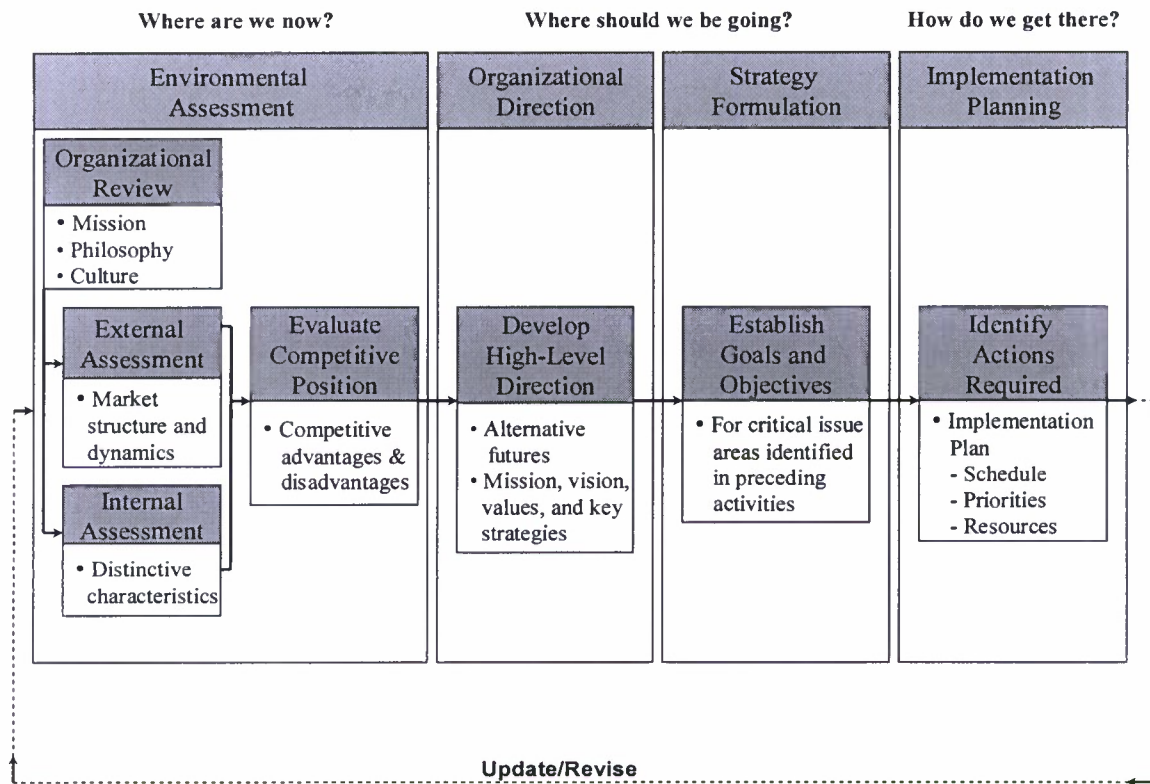 Where are we now?
Where should we be going?
How do we get there?
Environmental
Assessment
Organizational
Direction
Strategy
Formulation
Implementation
Planning
Organizational
Review
• Mission
• Philosophy
• Culture
External
Assessment
• Market
structure and
dynamics
Internal
Assessment
• Distinctive
characteristics
Evaluate
Competitive
Position
• Competitive
advantages &
disadvantages
Develop
High-Level
Direction
• Alternative
futures
• Mission, vision,
values, and key
strategies
Establish
Goals and
Objectives
• For critical issue
areas identified
in preceding
activities
Identify
Actions
Required
• Implementation
Plan
- Schedule
- Priorities
- Resources
Update/Revise